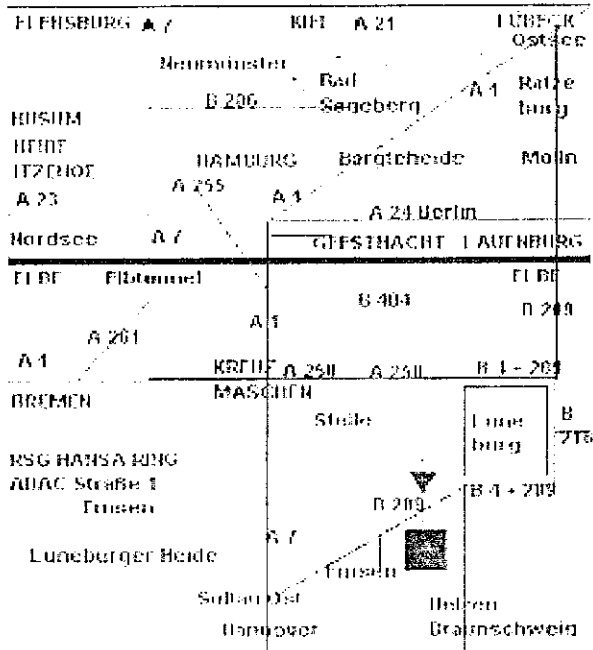 FLENSBURG A 7 KIEL A 21 LÜBECK
Ostsee
Neumünster
Bad
Segeberg
A 1 Ratze
burg
B 206
HUSUM
HEIDE
ITZEHOE
HAMBURG Bargteheide Molln
A 23 A 255 A 1
A 24 Berlin
Nordsee A 7 GEESTHACHT LAUENBURG
ELBE Elbtunnel ELBE
B 404 B 209
A 1
A 261
A 1 KREUZ A 250 A 250 B 4 + 209
BREMEN MASCHEN
Stelle Lune
burg
B
216
RSG HANSA RING
ADAC Straße 1
Embsen
B 4 + 209
B 209
A 7
Luneburger Heide
Embsen
Soltau Ost Uelzen
Hannover Braunschweig